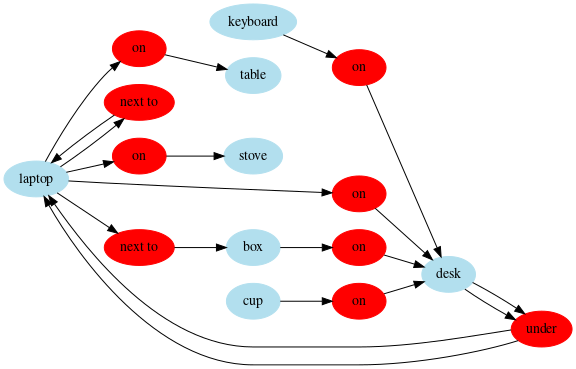 keyboard
on
on
table
next to
on
stove
laptop
on
next to
box
on
desk
cup
on
under